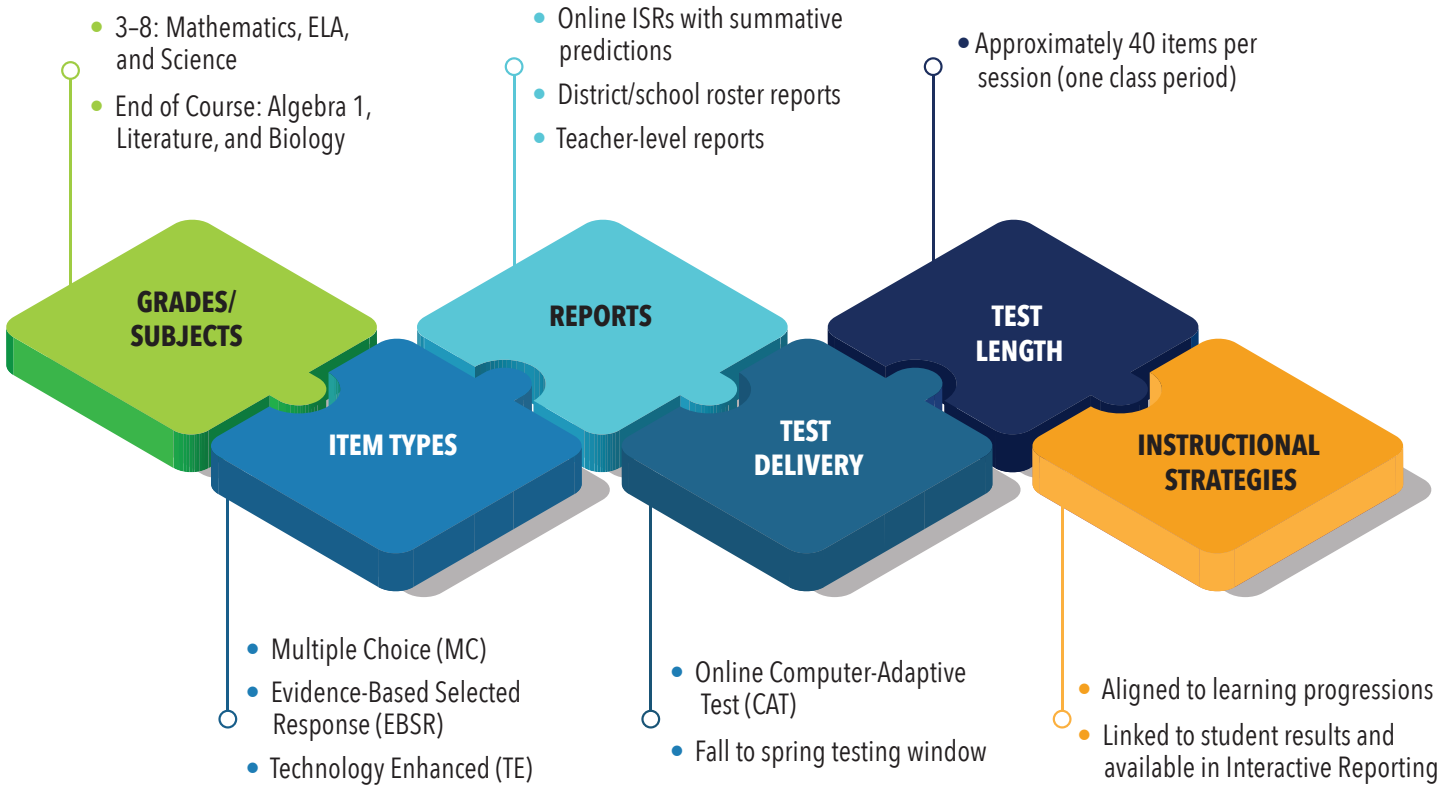 • 3–8: Mathematics, ELA,
and Science
• End of Course: Algebra 1,
Literature, and Biology
GRADES/
SUBJECTS
• Online ISRs with summative
predictions
• District/school roster reports
• Teacher-level reports
REPORTS
• Approximately 40 items per
session (one class period)
TEST
LENGTH
ITEM TYPES
• Multiple Choice (MC)
• Evidence-Based Selected
Response (EBSR)
• Technology Enhanced (TE)
TEST
DELIVERY
• Online Computer-Adaptive
Test (CAT)
• Fall to spring testing window
INSTRUCTIONAL
STRATEGIES
• Aligned to learning progressions
• Linked to student results and
available in Interactive Reporting